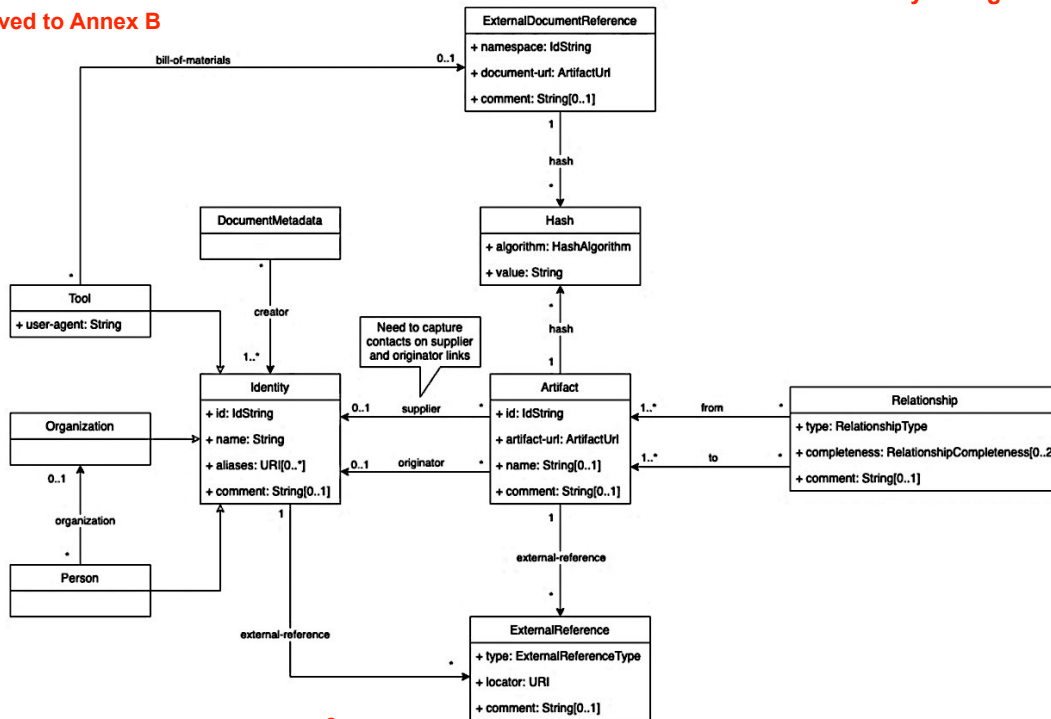 ved to Annex B
ExternalDocumentReference
+ namespace: IdString
+ document-url: ArtifactUrl
+ comment: String[0..1]
bill-of-materials
0..1
*
1
hash
*
DocumentMetadata
*
creator
1..*
Hash
+ algorithm: HashAlgorithm
+ value: String
*
hash
1
Tool
+ user-agent: String
Need to capture
contacts on supplier
and originator links
Identity
+ id: IdString
+ name: String
+ aliases: URI[0..*]
+ comment: String[0..1]
0..1 supplier *
0..1 originator *
Artifact
+ id: IdString
+ artifact-url: ArtifactUrl
+ name: String[0..1]
+ comment: String[0..1]
1..* from *
1..* to *
Relationship
+ type: RelationshipType
+ completeness: RelationshipCompleteness[0..2
+ comment: String[0..1]
Organization
0..1
organization
*
Person
1
external-reference
*
1
external-reference
*
ExternalReference
+ type: ExternalReferenceType
+ locator: URI
+ comment: String[0..1]